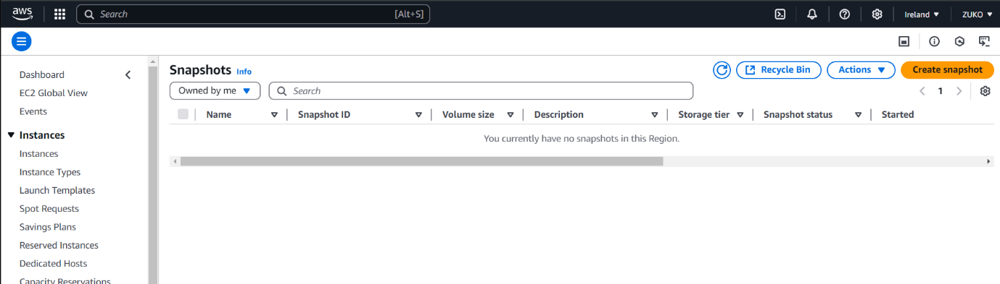 aws Search [Alt+S] Ireland ZUKO
Snapshots Info Recycle Bin Actions Create snapshot
Owned by me Search 1
Name Snapshot ID Volume size Description Storage tier Snapshot status Started
You currently have no snapshots in this Region.
Dashboard
EC2 Global View
Events
Instances
Instances
Instance Types
Launch Templates
Spot Requests
Savings Plans
Reserved Instances
Dedicated Hosts
Capacity Reservations